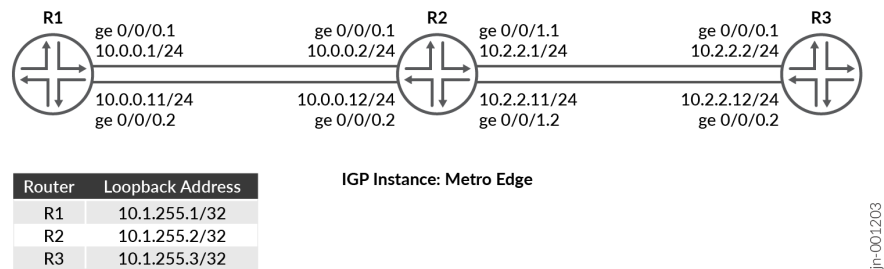 R1
R2
R3
ge 0/0/0.1
10.0.0.1/24
ge 0/0/0.1
10.0.0.2/24
ge 0/0/1.1
10.2.2.1/24
ge 0/0/0.1
10.2.2.2/24
10.0.0.11/24
ge 0/0/0.2
10.0.0.12/24
ge 0/0/0.2
10.2.2.11/24
ge 0/0/1.2
10.2.2.12/24
ge 0/0/0.2
IGP Instance: Metro Edge
Router Loopback Address
R1 10.1.255.1/32
R2 10.1.255.2/32
R3 10.1.255.3/32
jn-001203